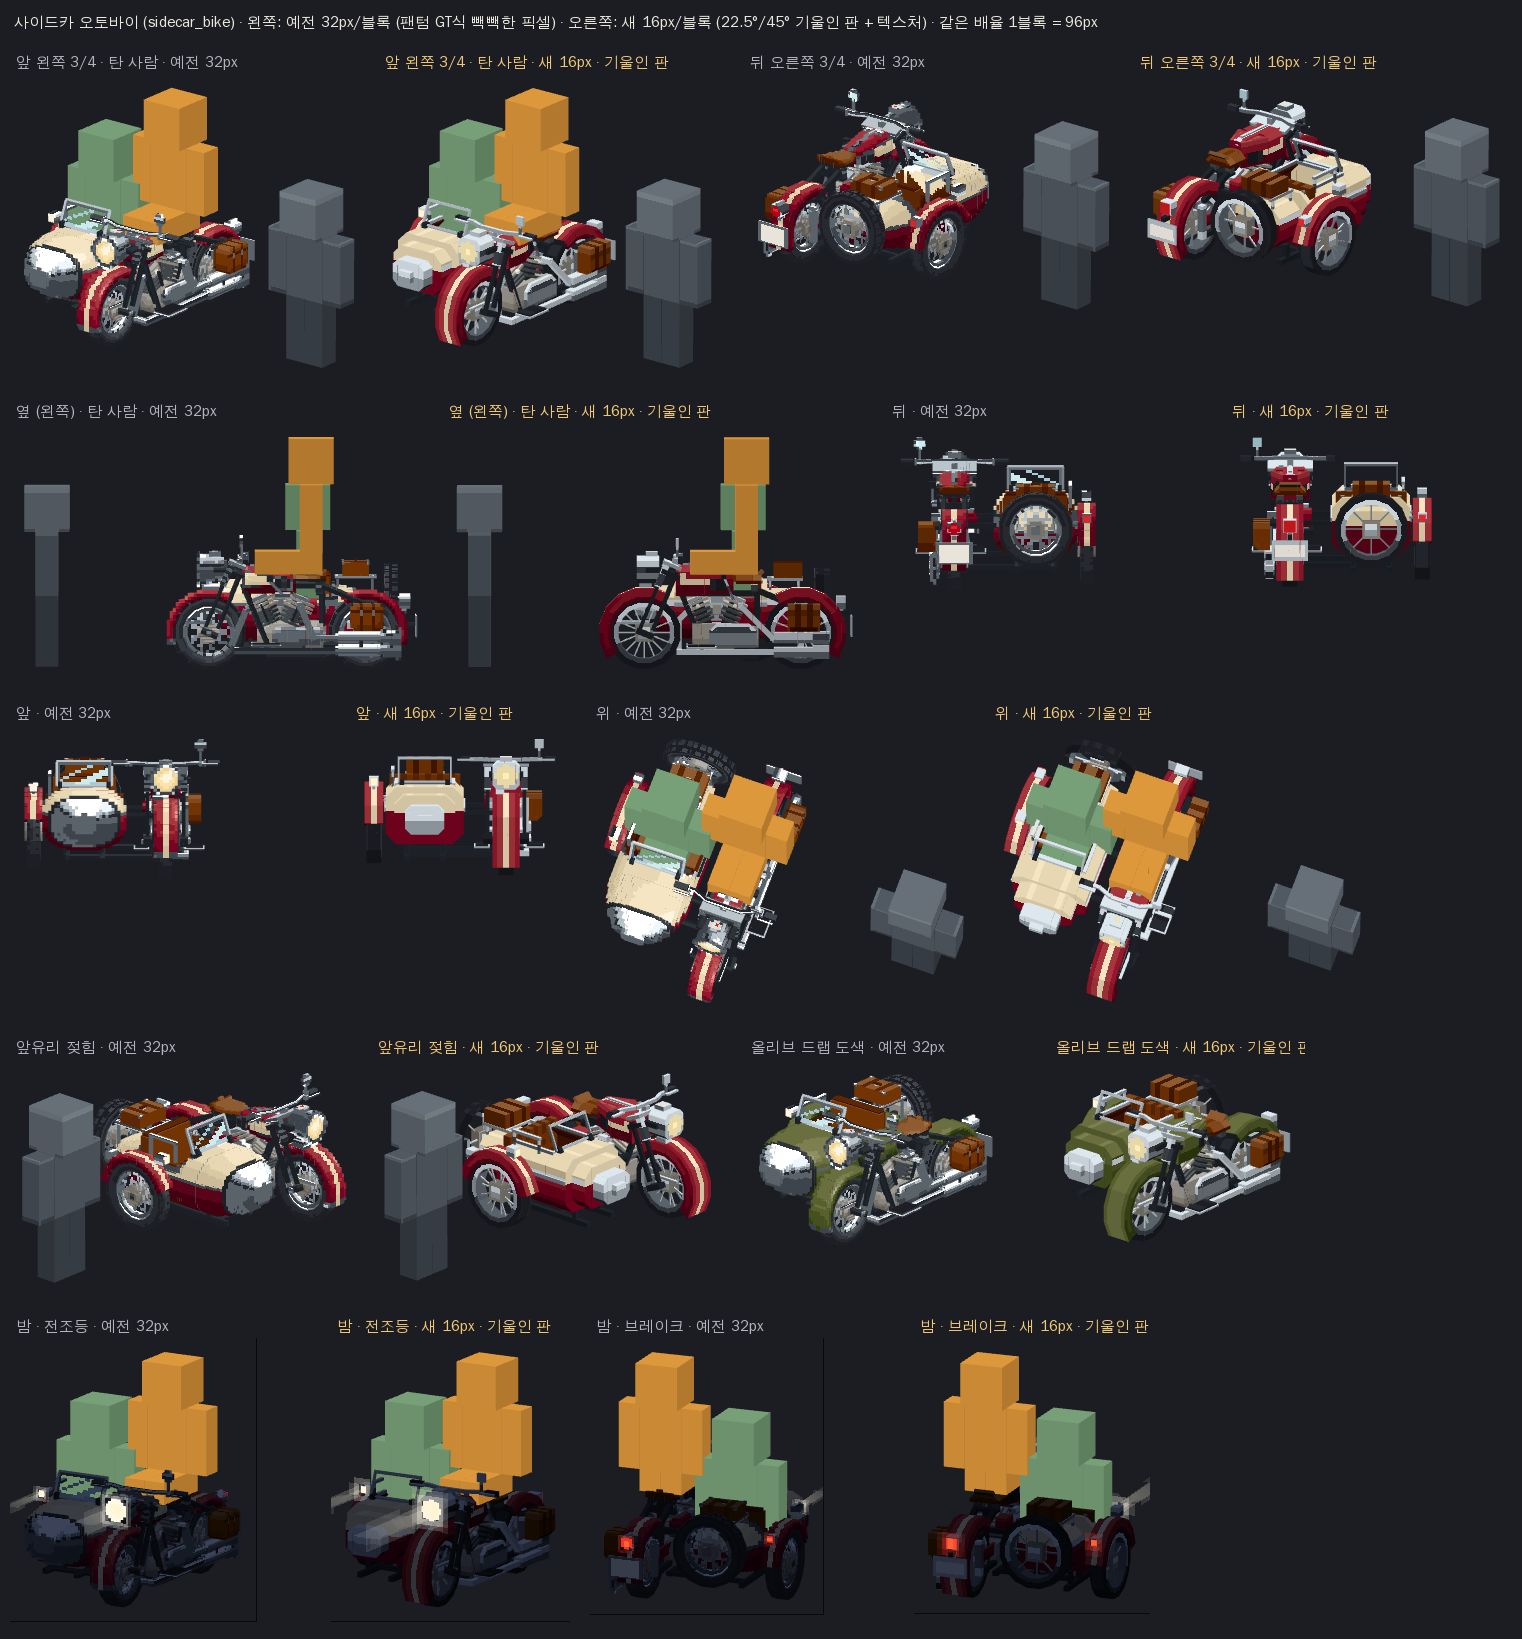 사이드카 오토바이 (sidecar_bike) · 왼쪽: 예전 32px/블록 (팬텀 GT식 빽빽한 픽셀) · 오른쪽: 새 16px/블록 (22.5°/45° 기울인 판 + 텍스처) · 같은 배율 1블록 = 96px
앞 왼쪽 3/4 · 탄 사람 · 예전 32px
앞 왼쪽 3/4 · 탄 사람 · 새 16px · 기울인 판
뒤 오른쪽 3/4 · 예전 32px
뒤 오른쪽 3/4 · 새 16px · 기울인 판
옆 (왼쪽) · 탄 사람 · 예전 32px
옆 (왼쪽) · 탄 사람 · 새 16px · 기울인 판
뒤 · 예전 32px
뒤 · 새 16px · 기울인 판
앞 · 예전 32px
앞 · 새 16px · 기울인 판
위 · 예전 32px
위 · 새 16px · 기울인 판
앞유리 젖힘 · 예전 32px
앞유리 젖힘 · 새 16px · 기울인 판
올리브 드랩 도색 · 예전 32px
올리브 드랩 도색 · 새 16px · 기울인
밤 · 전조등 · 예전 32px
밤 · 전조등 · 새 16px · 기울인 판
밤 · 브레이크 · 예전 32px
밤 · 브레이크 · 새 16px · 기울인 판